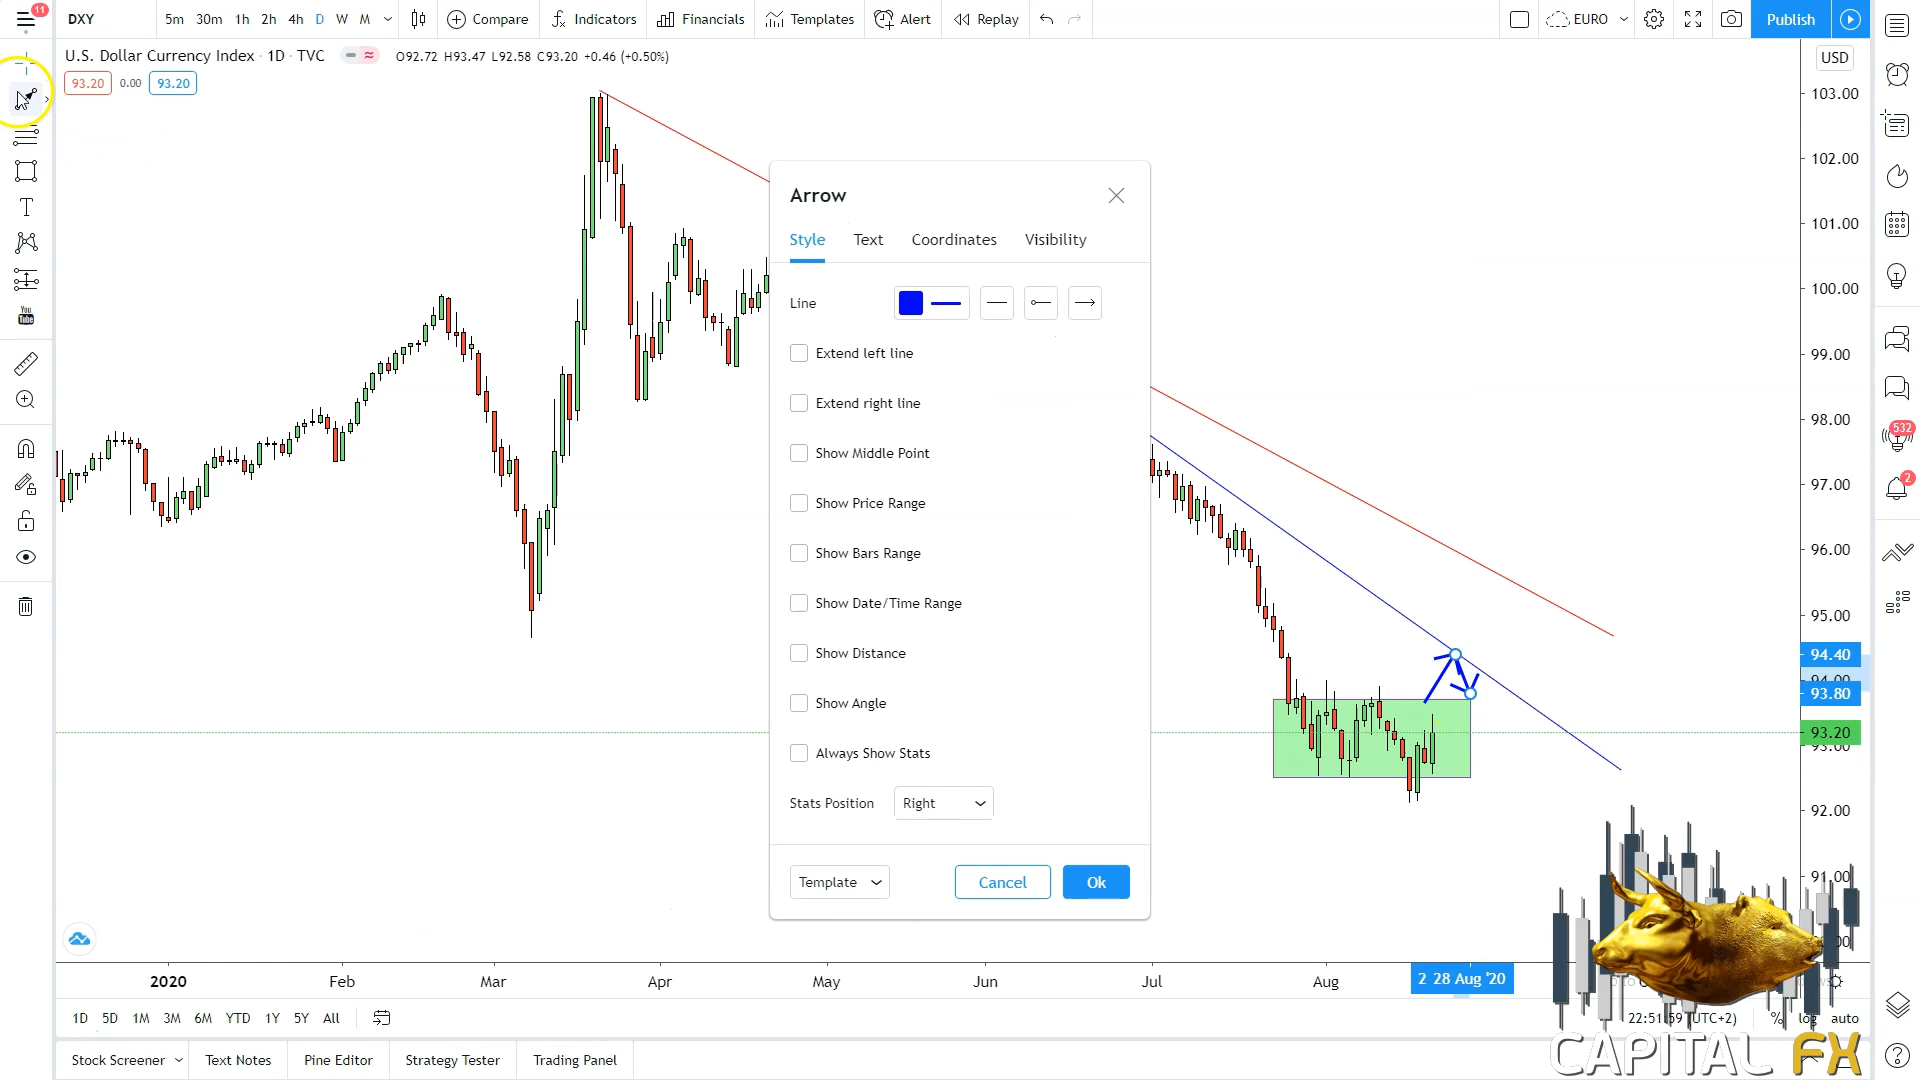 11
DXY
5m 30m 1h 2h 4h D W M
Compare
Indicators
Financials
Templates
Alert
Replay
EURO
Publish
U.S. Dollar Currency Index · 1D · TVC
O92.72 H93.47 L92.58 C93.20 +0.46 (+0.50%)
93.20 0.00 93.20
USD
103.00
102.00
101.00
100.00
99.00
98.00
97.00
96.00
95.00
94.40
94.00
93.80
93.20
93.00
92.00
91.00
Arrow
Style Text Coordinates Visibility
Line
Extend left line
Extend right line
Show Middle Point
Show Price Range
Show Bars Range
Show Date/Time Range
Show Distance
Show Angle
Always Show Stats
Stats Position Right
Template Cancel Ok
T
You
Tube
532
2
2020 Feb Mar Apr May Jun Jul Aug
2 28 Aug '20
1D 5D 1M 3M 6M YTD 1Y 5Y All
22:51:59 (UTC+2) % log auto
Stock Screener Text Notes Pine Editor Strategy Tester Trading Panel
CAPITAL FX